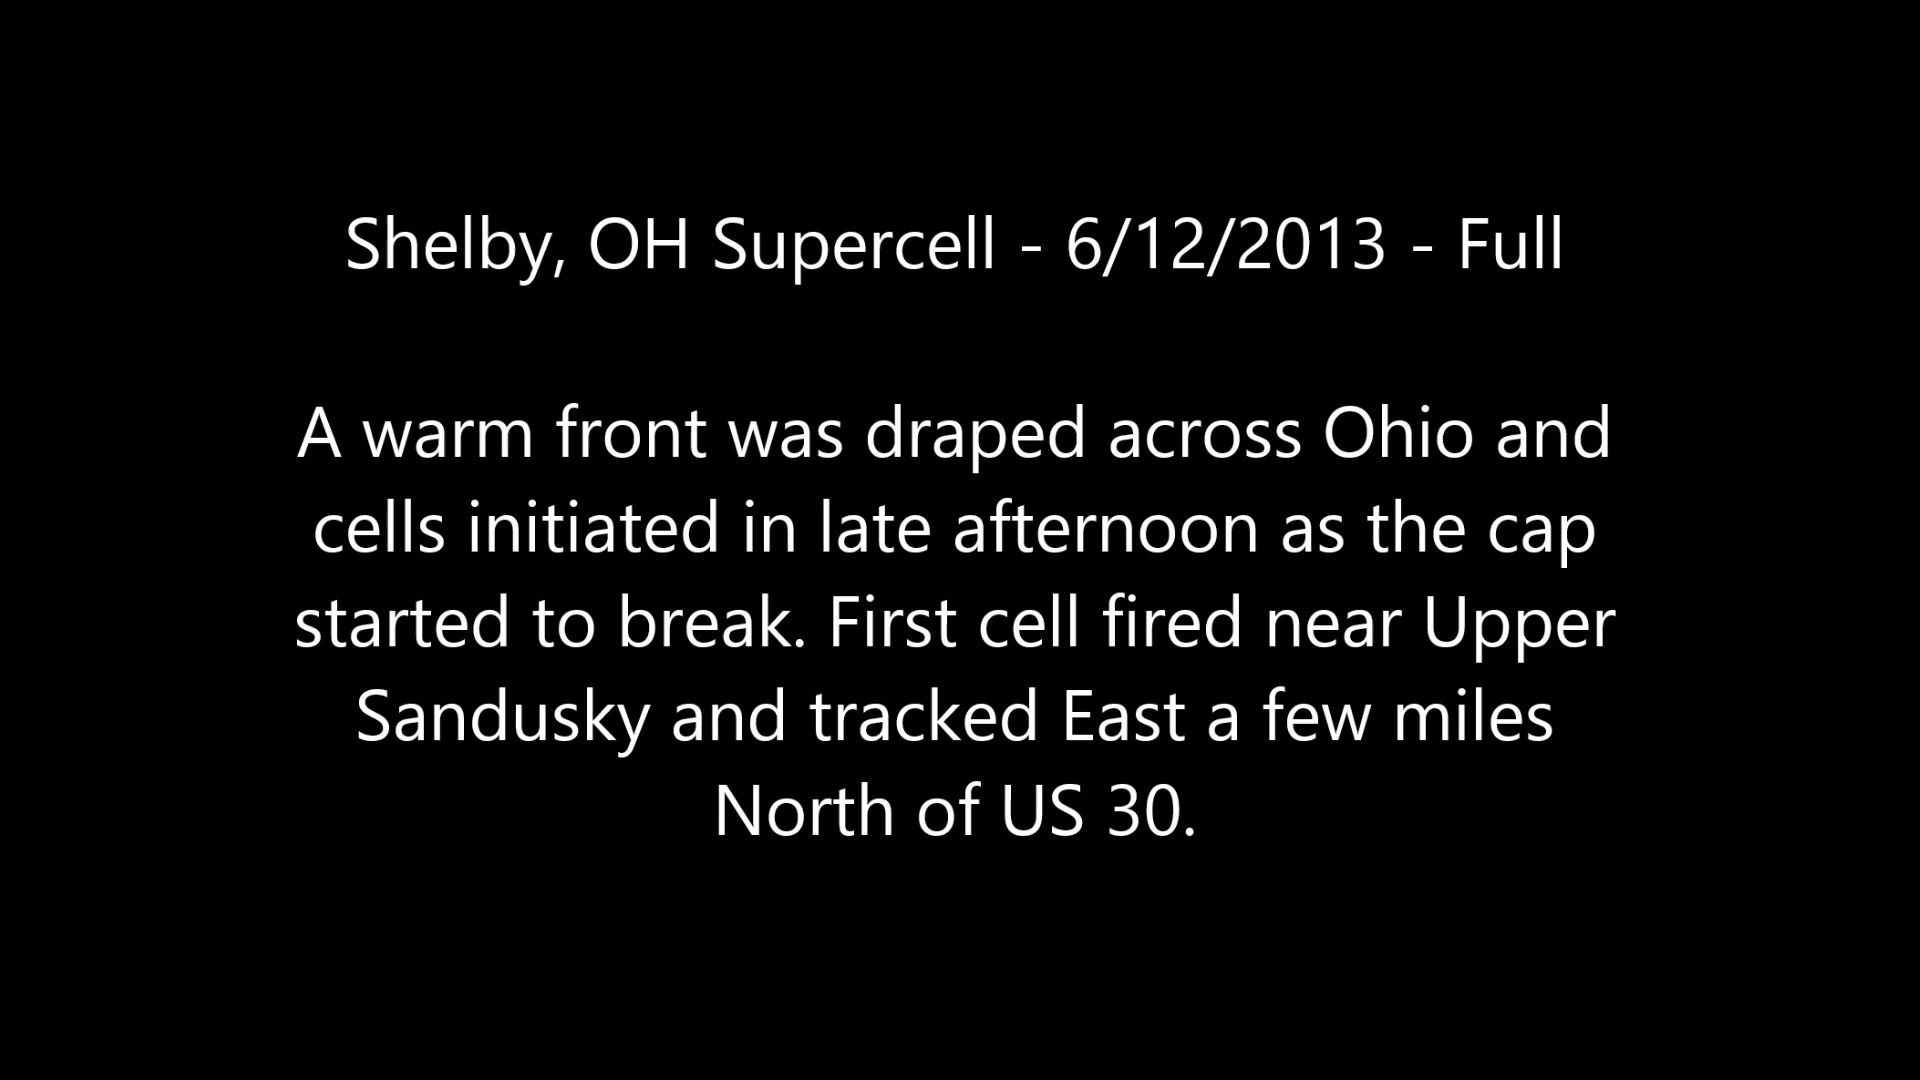 Shelby, OH Supercell - 6/12/2013 - Full
A warm front was draped across Ohio and
cells initiated in late afternoon as the cap
started to break. First cell fired near Upper
Sandusky and tracked East a few miles
North of US 30.